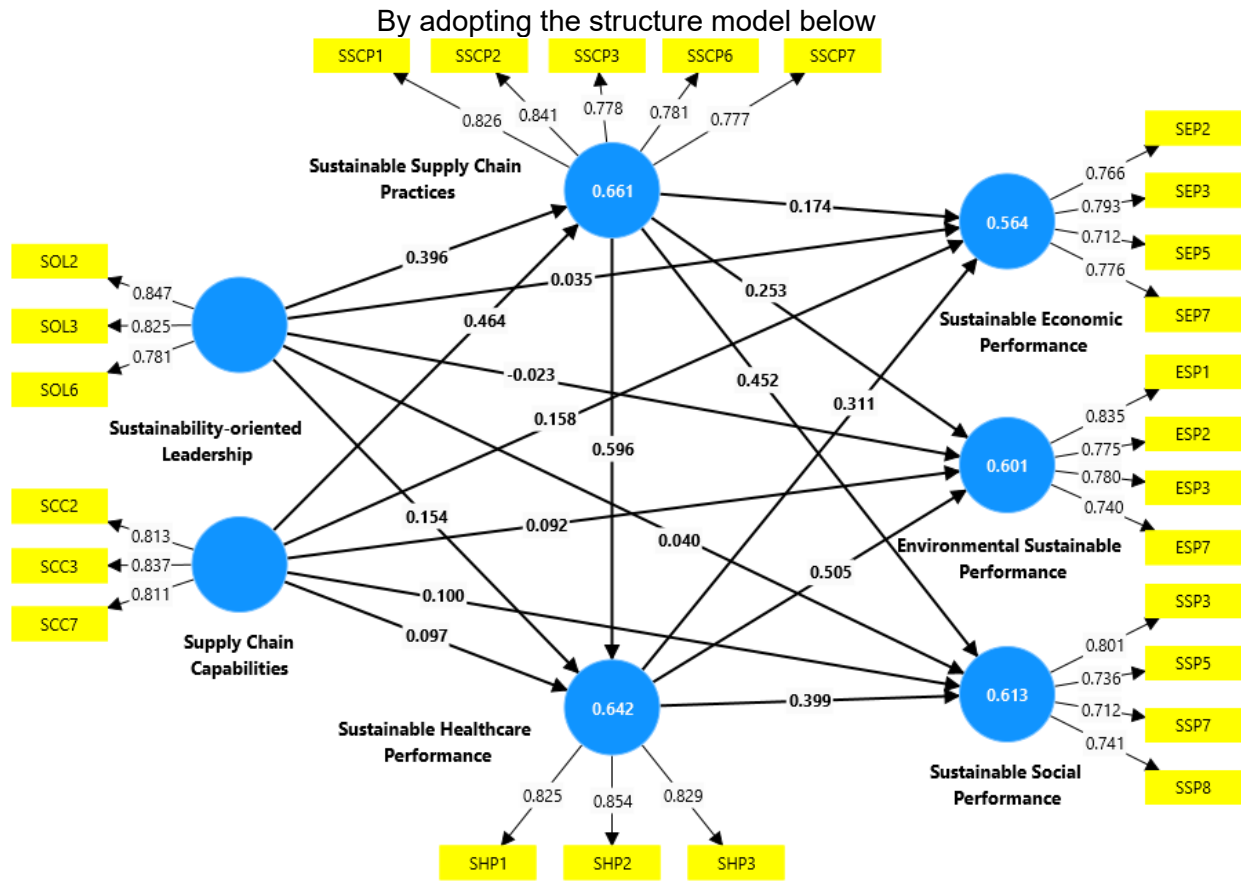 By adopting the structure model below
SSCP1
SSCP2
SSCP3
SSCP6
SSCP7
0.826
0.841
0.778
0.781
0.777
Sustainable Supply Chain
Practices
0.661
SEP2
SEP3
SEP5
SEP7
0.766
0.793
0.712
0.776
0.564
Sustainable Economic
Performance
0.174
0.396
0.035
0.253
0.464
SOL2
SOL3
SOL6
0.847
0.825
0.781
Sustainability-oriented
Leadership
-0.023
0.452
0.311
0.158
0.596
ESP1
ESP2
ESP3
ESP7
0.835
0.775
0.780
0.740
0.601
Environmental Sustainable
Performance
SCC2
SCC3
SCC7
0.813
0.837
0.811
Supply Chain
Capabilities
0.154
0.092
0.040
0.505
0.100
0.097
0.399
SSP3
SSP5
SSP7
SSP8
0.801
0.736
0.712
0.741
0.613
Sustainable Social
Performance
0.642
Sustainable Healthcare
Performance
0.825
0.854
0.829
SHP1
SHP2
SHP3